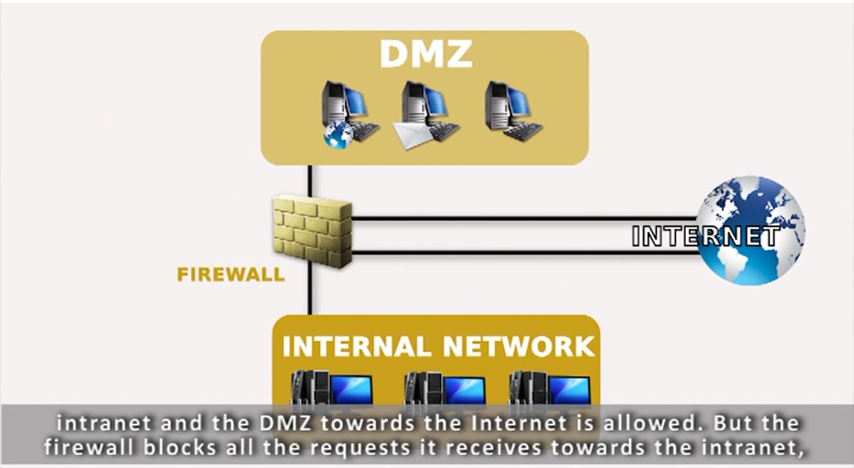 DMZ
INTERNET
FIREWALL
INTERNAL NETWORK
intranet and the DMZ towards the Internet is allowed. But the
firewall blocks all the requests it receives towards the intranet,